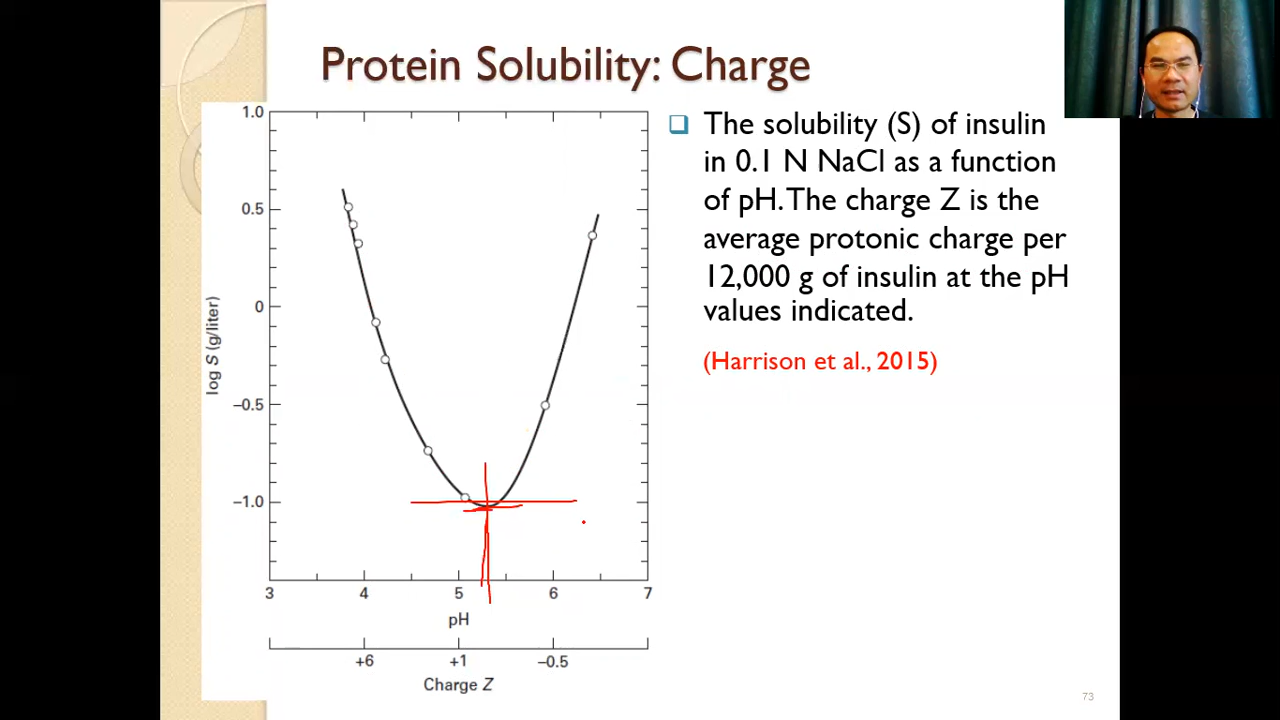 Protein Solubility: Charge
1.0
0.5
0
−0.5
−1.0
log S (g/liter)
3 4 5 6 7
pH
+6 +1 −0.5
Charge Z
The solubility (S) of insulin
in 0.1 N NaCl as a function
of pH. The charge Z is the
average protonic charge per
12,000 g of insulin at the pH
values indicated.
(Harrison et al., 2015)
73